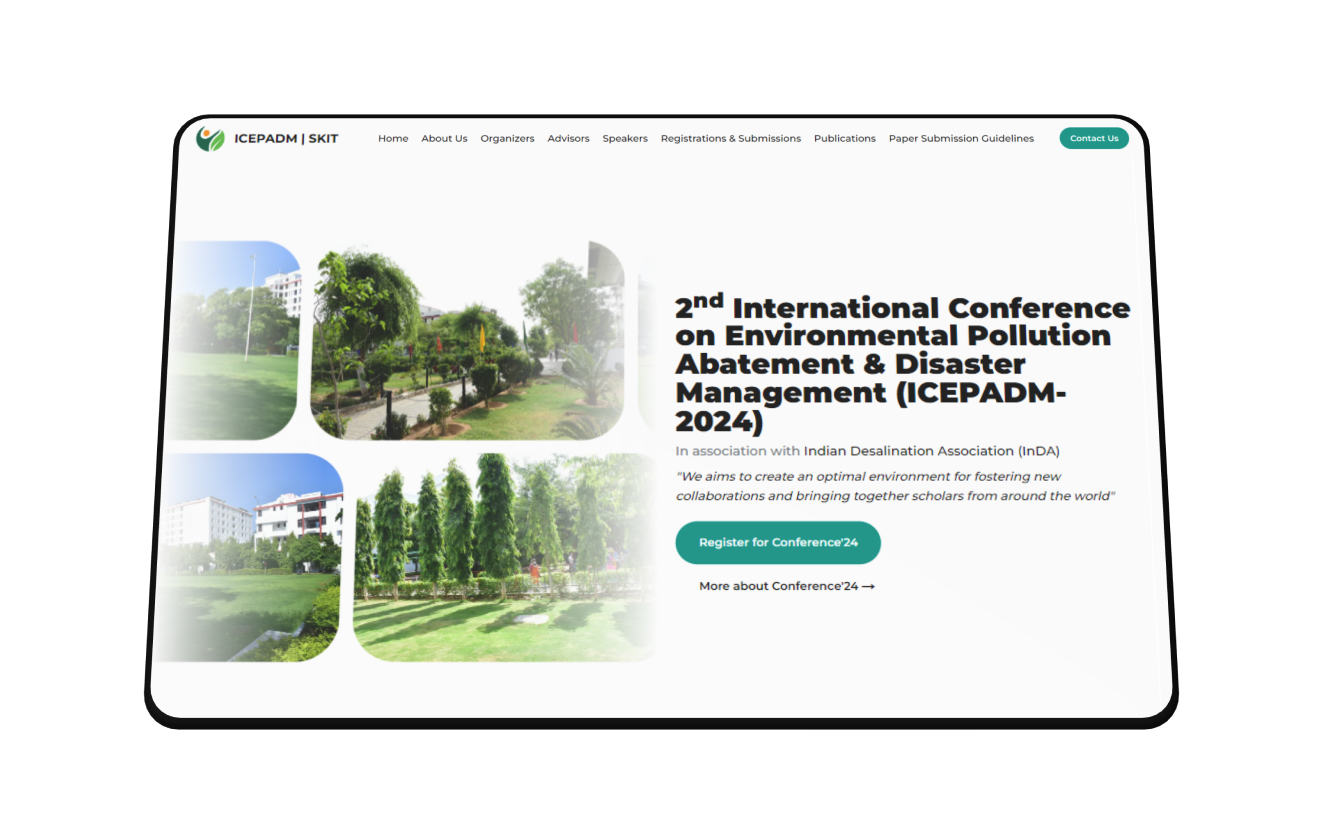 ICEPADM | SKIT
Home About Us Organizers Advisors Speakers Registrations & Submissions Publications Paper Submission Guidelines Contact Us
2nd International Conference
on Environmental Pollution
Abatement & Disaster
Management (ICEPADM-
2024)
In association with Indian Desalination Association (InDA)
"We aims to create an optimal environment for fostering new
collaborations and bringing together scholars from around the world"
Register for Conference'24
More about Conference'24 →